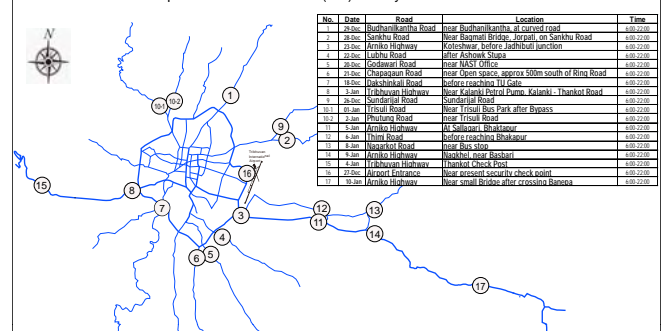 No. Date Road Location Time
1 29-Dec Budhanilkantha Road near Budhanilkantha, at curved road 6:00-22:00
2 28-Dec Sankhu Road Near Bagmati Bridge, Jorpati, on Sankhu Road 6:00-22:00
3 23-Dec Arniko Highway Koteshwar, before Jadhibuti junction 6:00-22:00
4 22-Dec Lubhu Road after Ashowk Stupa 6:00-22:00
5 20-Dec Godawari Road near NAST Office 6:00-22:00
6 21-Dec Chapagaun Road near Open space, approx 500m south of Ring Road 6:00-22:00
7 18-Dec Dakshinkali Road before reaching TU Gate 6:00-22:00
8 3-Jan Tribhuvan Highway Near Kalanki Petrol Pump, Kalanki - Thankot Road 6:00-22:00
9 26-Dec Sundarijal Road Sundarijal Road 6:00-22:00
10-1 01-Jan Trisuli Road Near Trisuli Bus Park after Bypass 6:00-22:00
10-2 2-Jan Phutung Road near Trisuli Road 6:00-22:00
11 5-Jan Arniko Highway At Sallagari, Bhaktapur 6:00-22:00
12 6-Jan Thimi Road before reaching Bhakapur 6:00-22:00
13 8-Jan Nagarkot Road near Bus stop 6:00-22:00
14 9-Jan Arniko Highway Nagkhel, near Basbari 6:00-22:00
15 4-Jan Tribhuvan Highway Thankot Check Post 6:00-22:00
16 27-Dec Airport Entrance Near present security check point 6:00-22:00
17 10-Jan Arniko Highway Near small Bridge after crossing Banepa 6:00-22:00
N
1
10-1 10-2
9
2
Tribhuvan
International
Airport
16
15
8
7
3
12
11
13
14
4
5
6
17